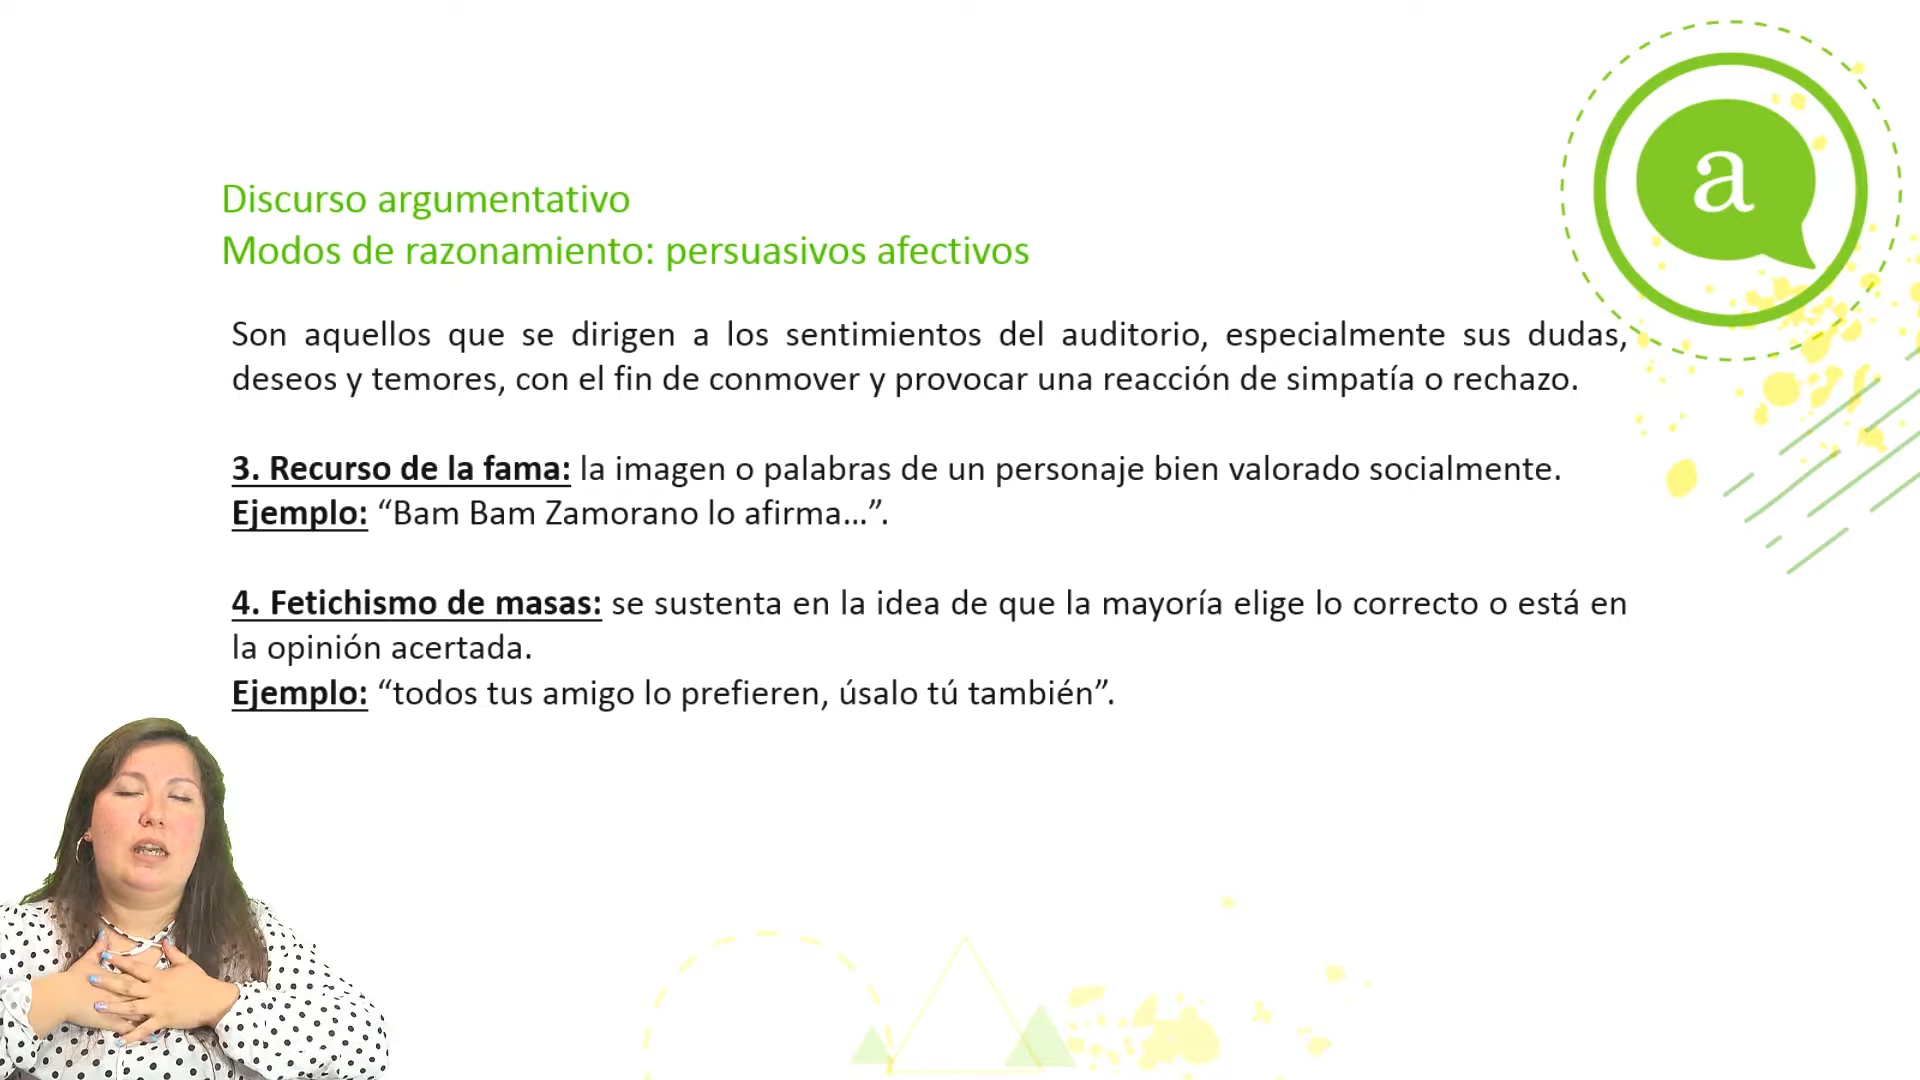 a
Discurso argumentativo
Modos de razonamiento: persuasivos afectivos
Son aquellos que se dirigen a los sentimientos del auditorio, especialmente sus dudas,
deseos y temores, con el fin de conmover y provocar una reacción de simpatía o rechazo.
3. Recurso de la fama: la imagen o palabras de un personaje bien valorado socialmente.
Ejemplo: “Bam Bam Zamorano lo afirma…”.
4. Fetichismo de masas: se sustenta en la idea de que la mayoría elige lo correcto o está en
la opinión acertada.
Ejemplo: “todos tus amigo lo prefieren, úsalo tú también”.